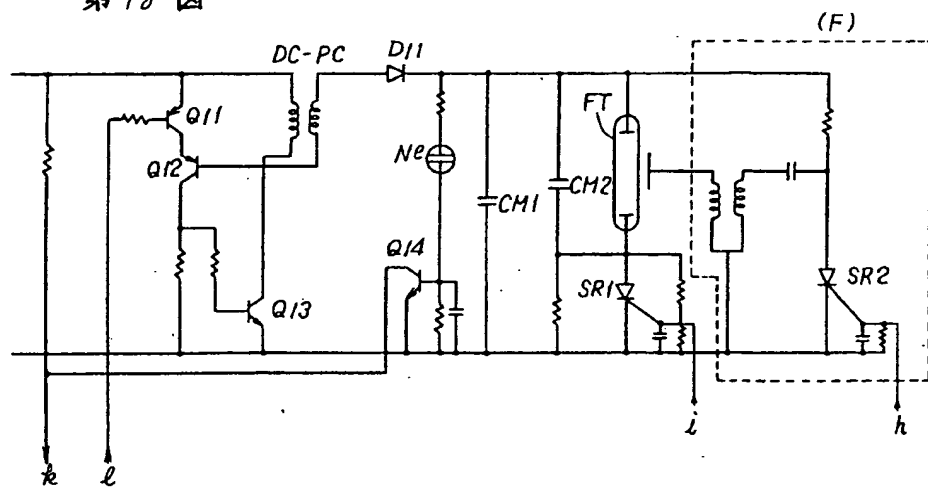 (F)
DC-PC
D11
FT
Q11
Q12
Ne
CM1
CM2
Q14
SR1
SR2
Q13
k
l
i
h